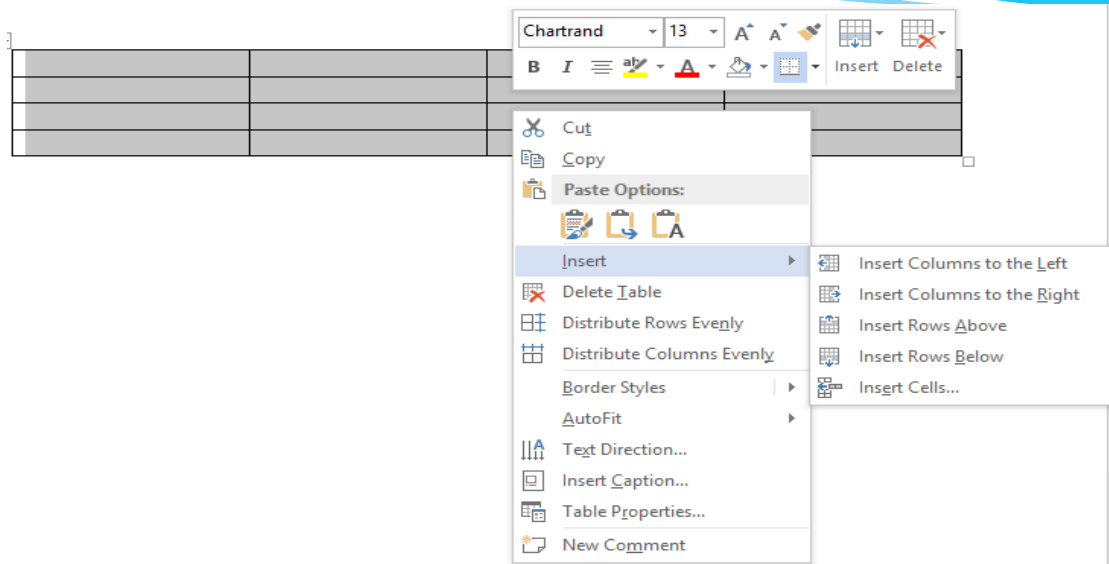 Chartrand 13 A A
B I A Insert Delete
Cut
Copy
Paste Options:
A
Insert
Delete Table
Distribute Rows Evenly
Distribute Columns Evenly
Border Styles
AutoFit
Text Direction...
Insert Caption...
Table Properties...
New Comment
Insert Columns to the Left
Insert Columns to the Right
Insert Rows Above
Insert Rows Below
Insert Cells...